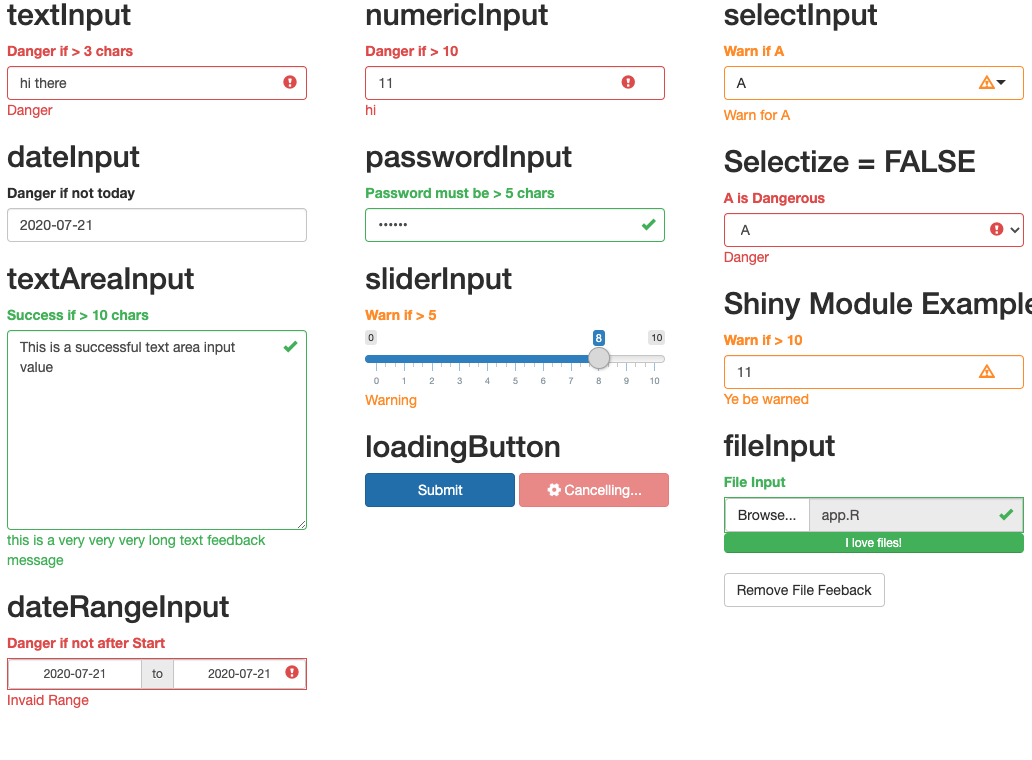 textInput
Danger if > 3 chars
hi there
Danger
dateInput
Danger if not today
2020-07-21
textAreaInput
Success if > 10 chars
This is a successful text area input
value
this is a very very very long text feedback
message
dateRangeInput
Danger if not after Start
2020-07-21 to 2020-07-21
Invaid Range
numericInput
Danger if > 10
11
hi
passwordInput
Password must be > 5 chars
••••••
sliderInput
Warn if > 5
0 8 10
0 1 2 3 4 5 6 7 8 9 10
Warning
loadingButton
Submit Cancelling...
selectInput
Warn if A
A
Warn for A
Selectize = FALSE
A is Dangerous
A
Danger
Shiny Module Example
Warn if > 10
11
Ye be warned
fileInput
File Input
Browse... app.R
I love files!
Remove File Feeback